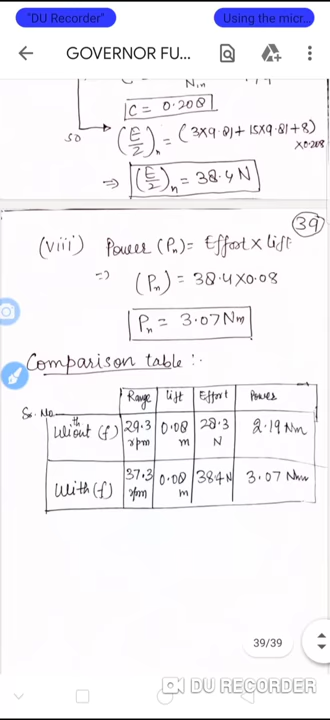 "DU Recorder"
Using the micr..
GOVERNOR FU...
C = 0.208
so
(E/2)n = (3×9.81 + 15×9.81 + 8) × 0.208
⇒ (E/2)n = 38.4 N
39
(viii) Power (Pn) = Effort × Lift
⇒ (Pn) = 38.4 × 0.08
Pn = 3.07 Nm
Comparison table :-
Sr. No. Range Lift Effort Power
Without (f) 29.3 rpm 0.08 m 28.3 N 2.19 Nm
With (f) 37.3 rpm 0.08 m 384 N 3.07 Nm
39/39
DU RECORDER